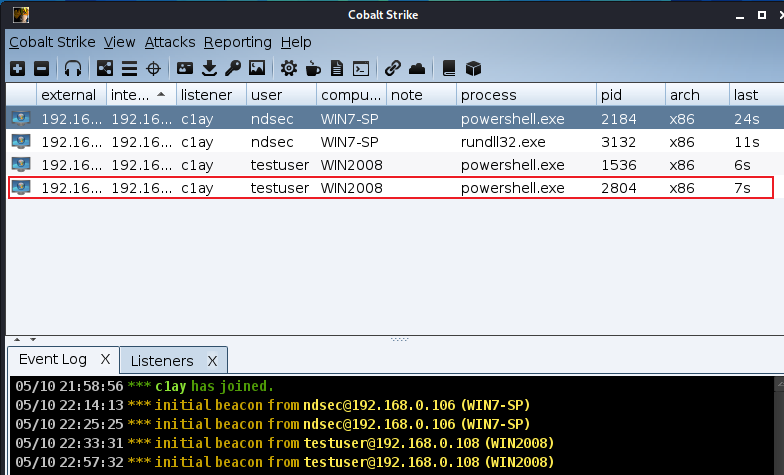 Cobalt Strike
Cobalt Strike View Attacks Reporting Help
external inte... listener user compu... note process pid arch last
192.16... 192.16... c1ay ndsec WIN7-SP powershell.exe 2184 x86 24s
192.16... 192.16... c1ay ndsec WIN7-SP rundll32.exe 3132 x86 11s
192.16... 192.16... c1ay testuser WIN2008 powershell.exe 1536 x86 6s
192.16... 192.16... c1ay testuser WIN2008 powershell.exe 2804 x86 7s
Event Log X Listeners X
05/10 21:58:56 *** c1ay has joined.
05/10 22:14:13 *** initial beacon from ndsec@192.168.0.106 (WIN7-SP)
05/10 22:25:25 *** initial beacon from ndsec@192.168.0.106 (WIN7-SP)
05/10 22:33:31 *** initial beacon from testuser@192.168.0.108 (WIN2008)
05/10 22:57:32 *** initial beacon from testuser@192.168.0.108 (WIN2008)